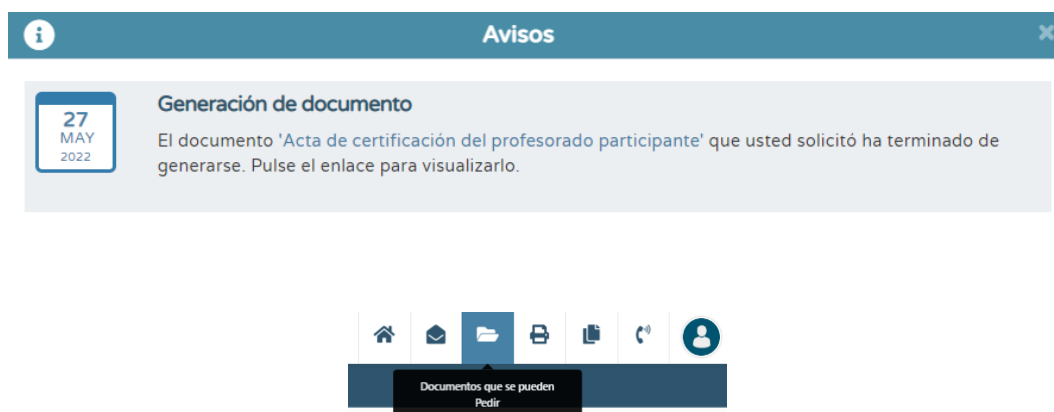 Avisos
27
MAY
2022
Generación de documento
El documento 'Acta de certificación del profesorado participante' que usted solicitó ha terminado de
generarse. Pulse el enlace para visualizarlo.
Documentos que se pueden
Pedir